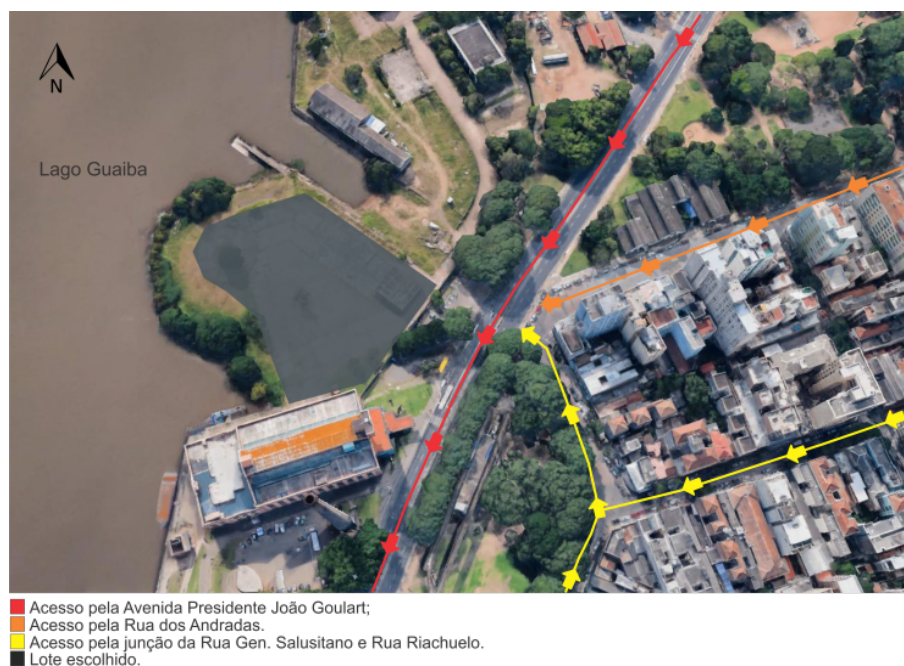 N
Lago Guaiba
Acesso pela Avenida Presidente João Goulart;
Acesso pela Rua dos Andradas.
Acesso pela junção da Rua Gen. Salusitano e Rua Riachuelo.
Lote escolhido.